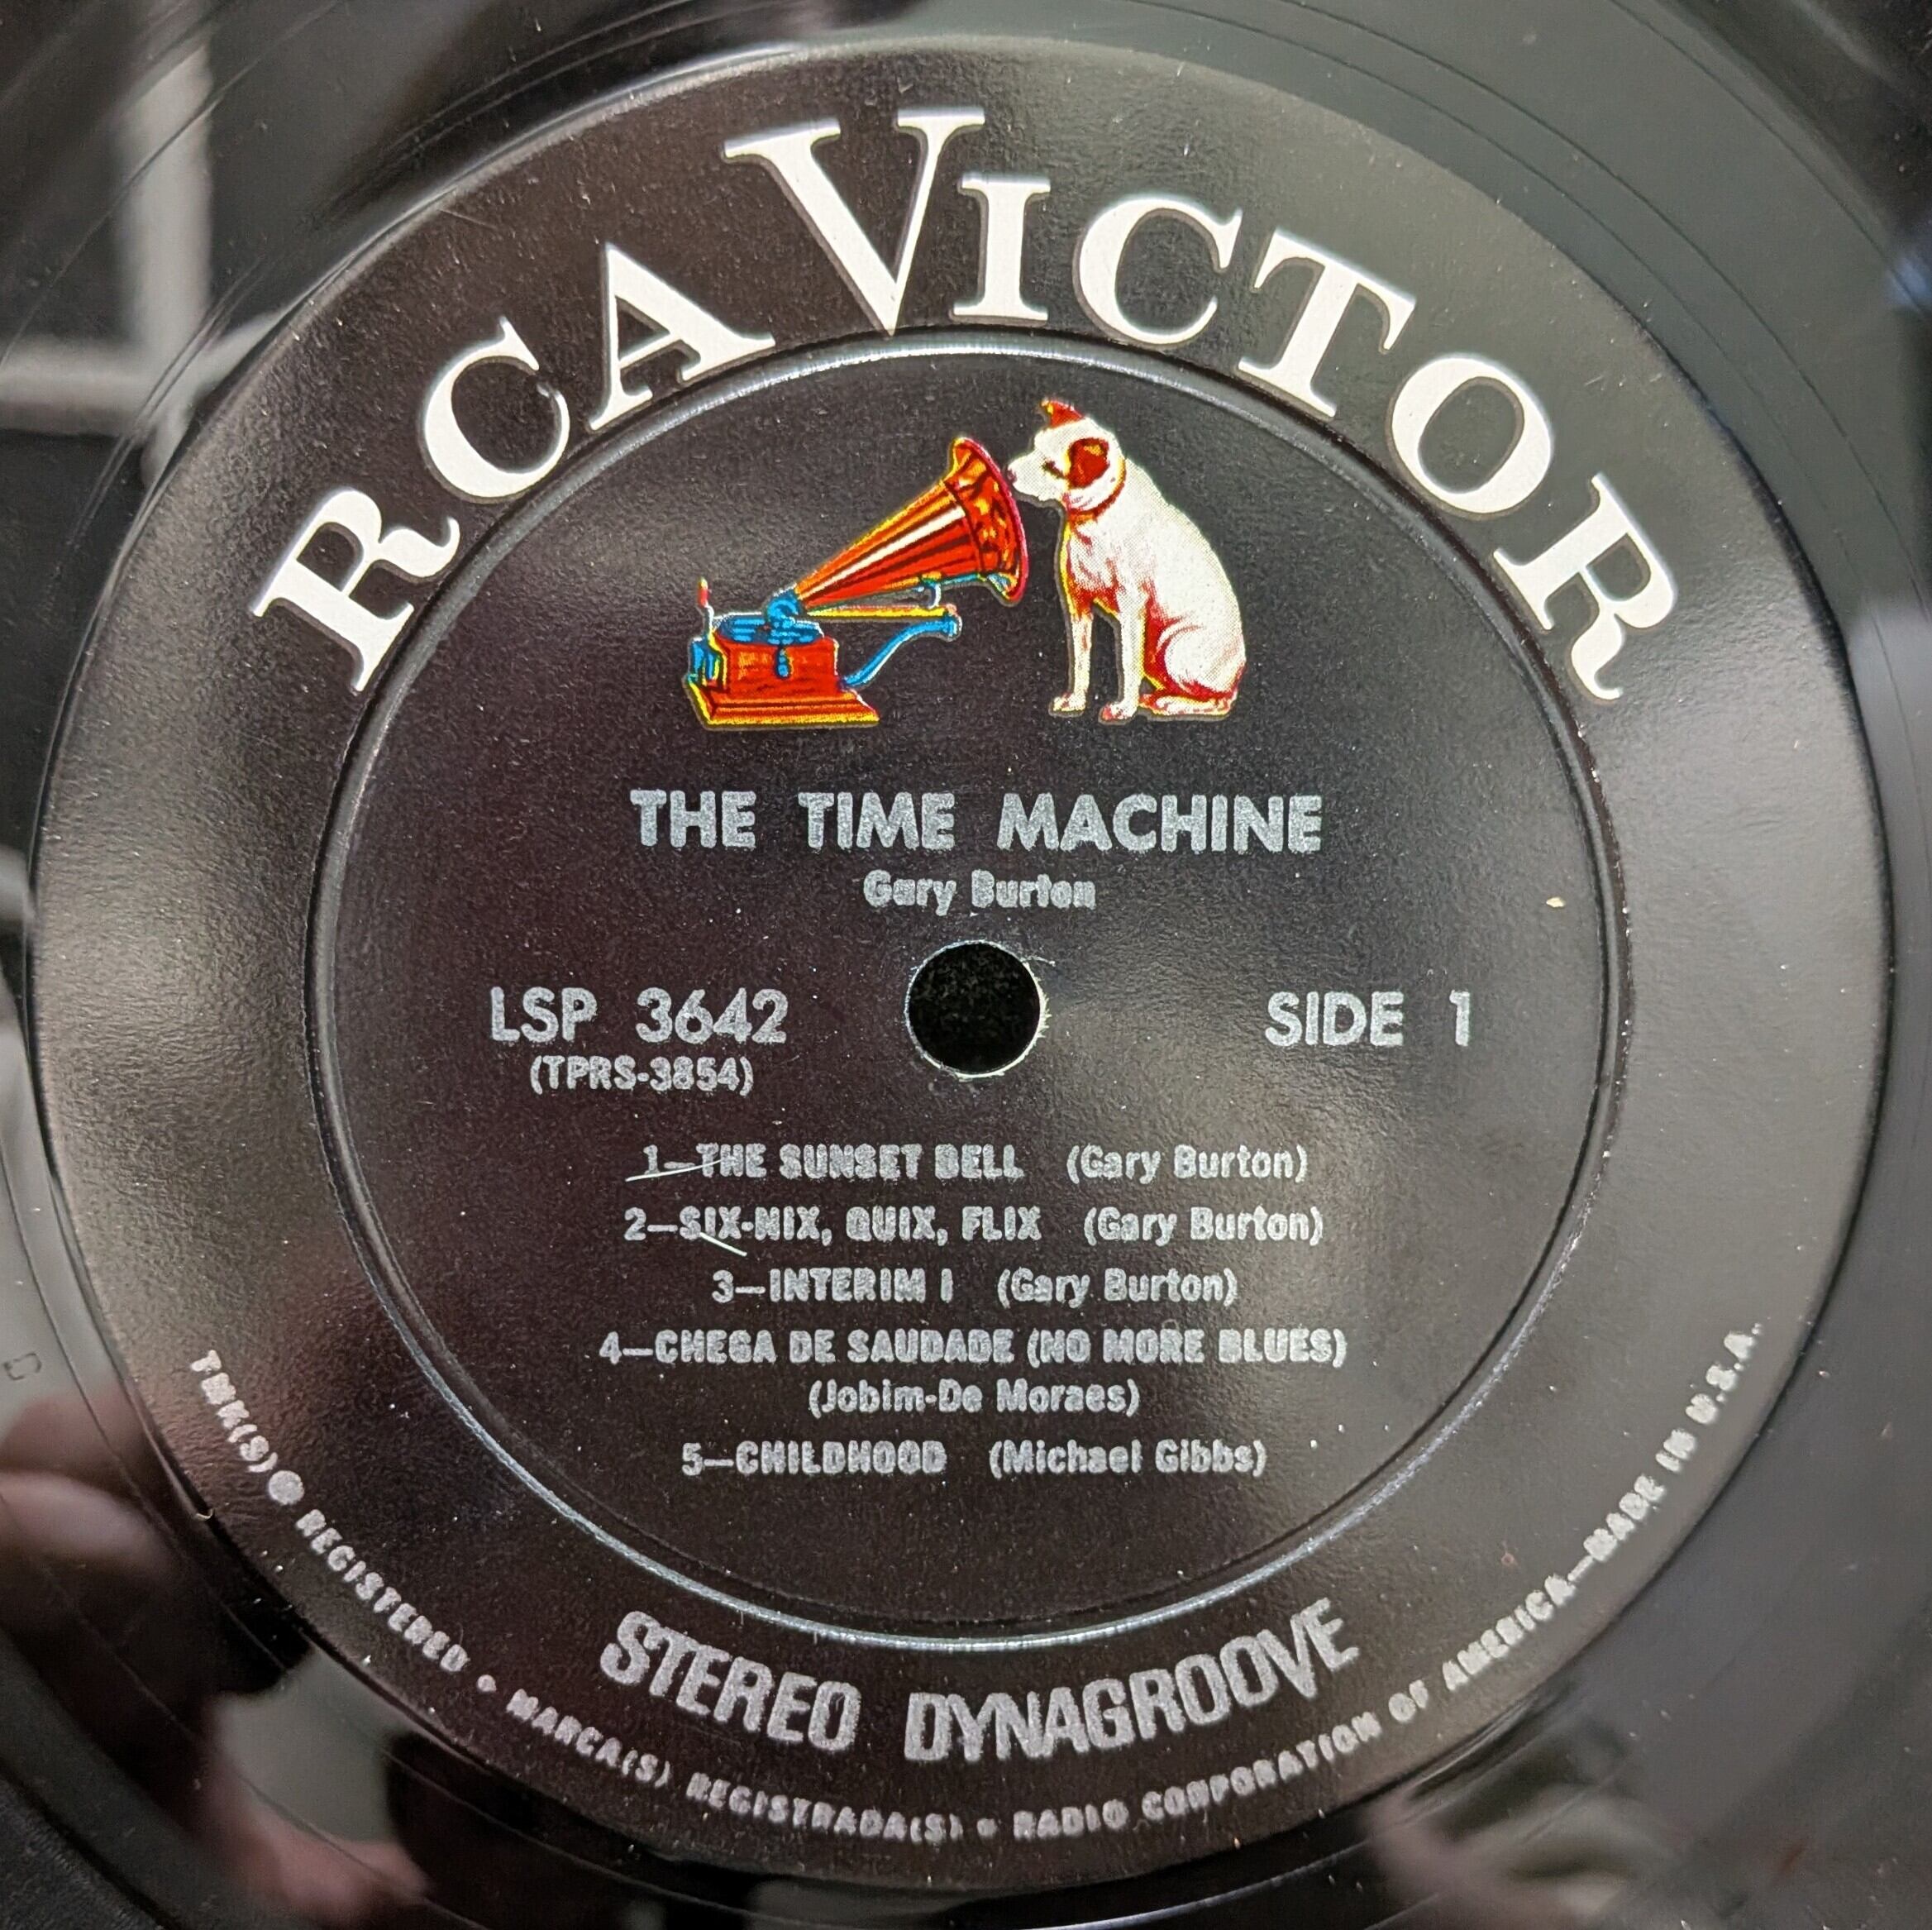 RCA VICTOR
THE TIME MACHINE
Gary Burton
LSP 3642
(TPRS-3854)
SIDE 1
1—THE SUNSET BELL (Gary Burton)
2—SIX-NIX, QUIX, FLIX (Gary Burton)
3—INTERIM I (Gary Burton)
4—CHEGA DE SAUDADE (NO MORE BLUES)
(Jobim-De Moraes)
5—CHILDHOOD (Michael Gibbs)
STEREO DYNAGROOVE
TMK(S) ® REGISTERED • MARCA(S) REGISTRADA(S) • RADIO CORPORATION OF AMERICA—MADE IN U.S.A.